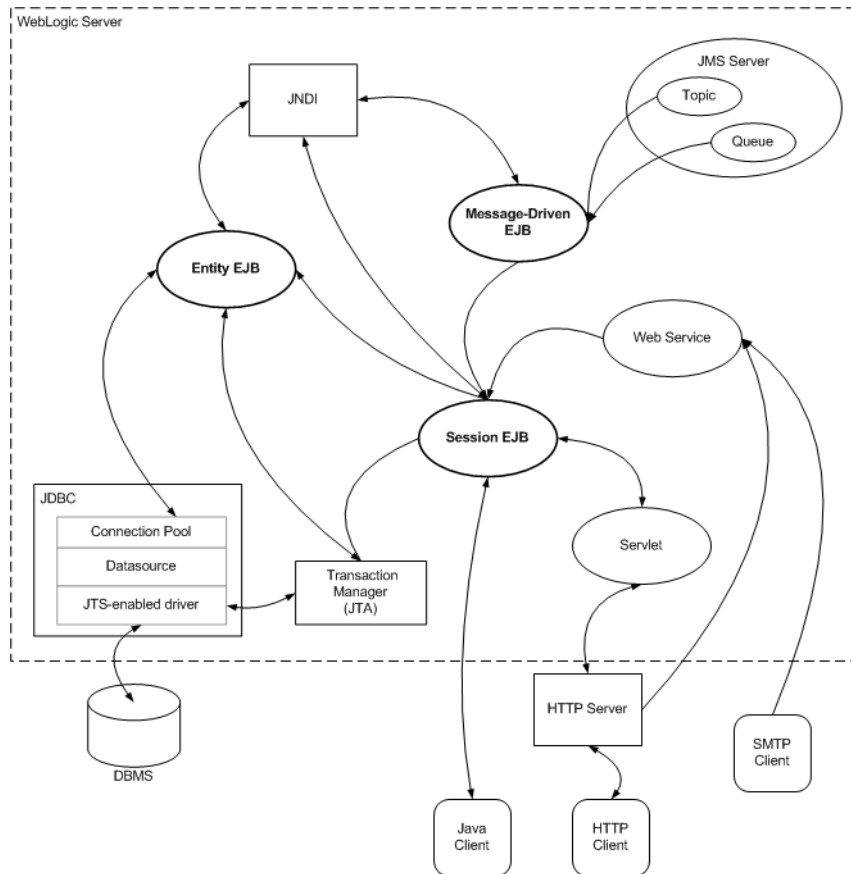 WebLogic Server
JMS Server
Topic
JNDI
Queue
Message-Driven
EJB
Entity EJB
Web Service
Session EJB
JDBC
Connection Pool
Datasource
JTS-enabled driver
Transaction
Manager
(JTA)
Servlet
HTTP Server
DBMS
SMTP
Client
Java
Client
HTTP
Client